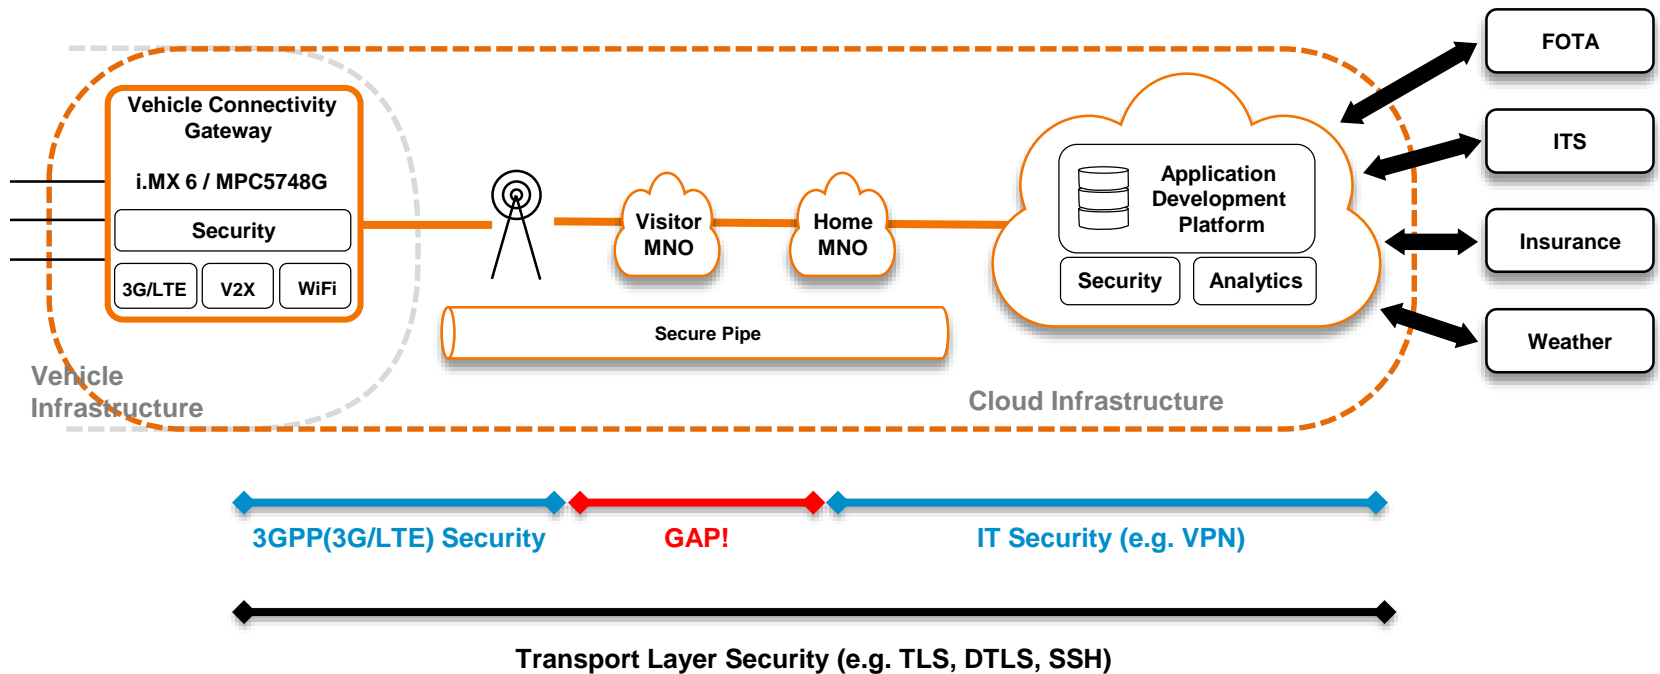 Vehicle Connectivity
Gateway
i.MX 6 / MPC5748G
Security
3G/LTE
V2X
WiFi
Vehicle
Infrastructure
Visitor
MNO
Home
MNO
Secure Pipe
Application
Development
Platform
Security
Analytics
Cloud Infrastructure
FOTA
ITS
Insurance
Weather
3GPP(3G/LTE) Security
GAP!
IT Security (e.g. VPN)
Transport Layer Security (e.g. TLS, DTLS, SSH)